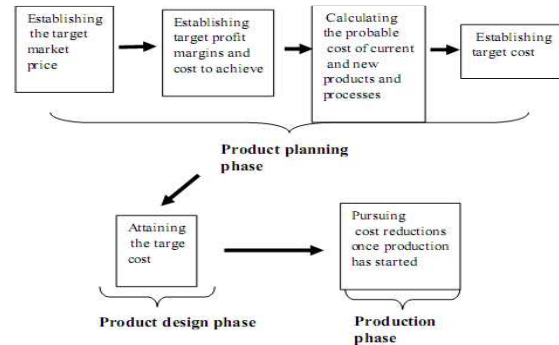 Establishing
the target
market
price
Establishing
target profit
margins and
cost to achieve
Calculating
the probable
cost of current
and new
products and
processes
Establishing
target cost
Product planning
phase
Attaining
the targe
cost
Pursuing
cost reductions
once production
has started
Product design phase
Production
phase